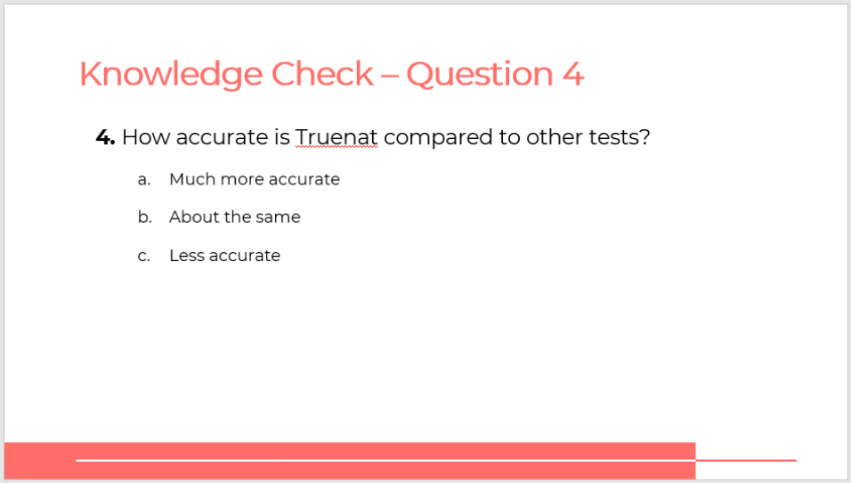 Knowledge Check – Question 4
4. How accurate is Truenat compared to other tests?
a. Much more accurate
b. About the same
c. Less accurate